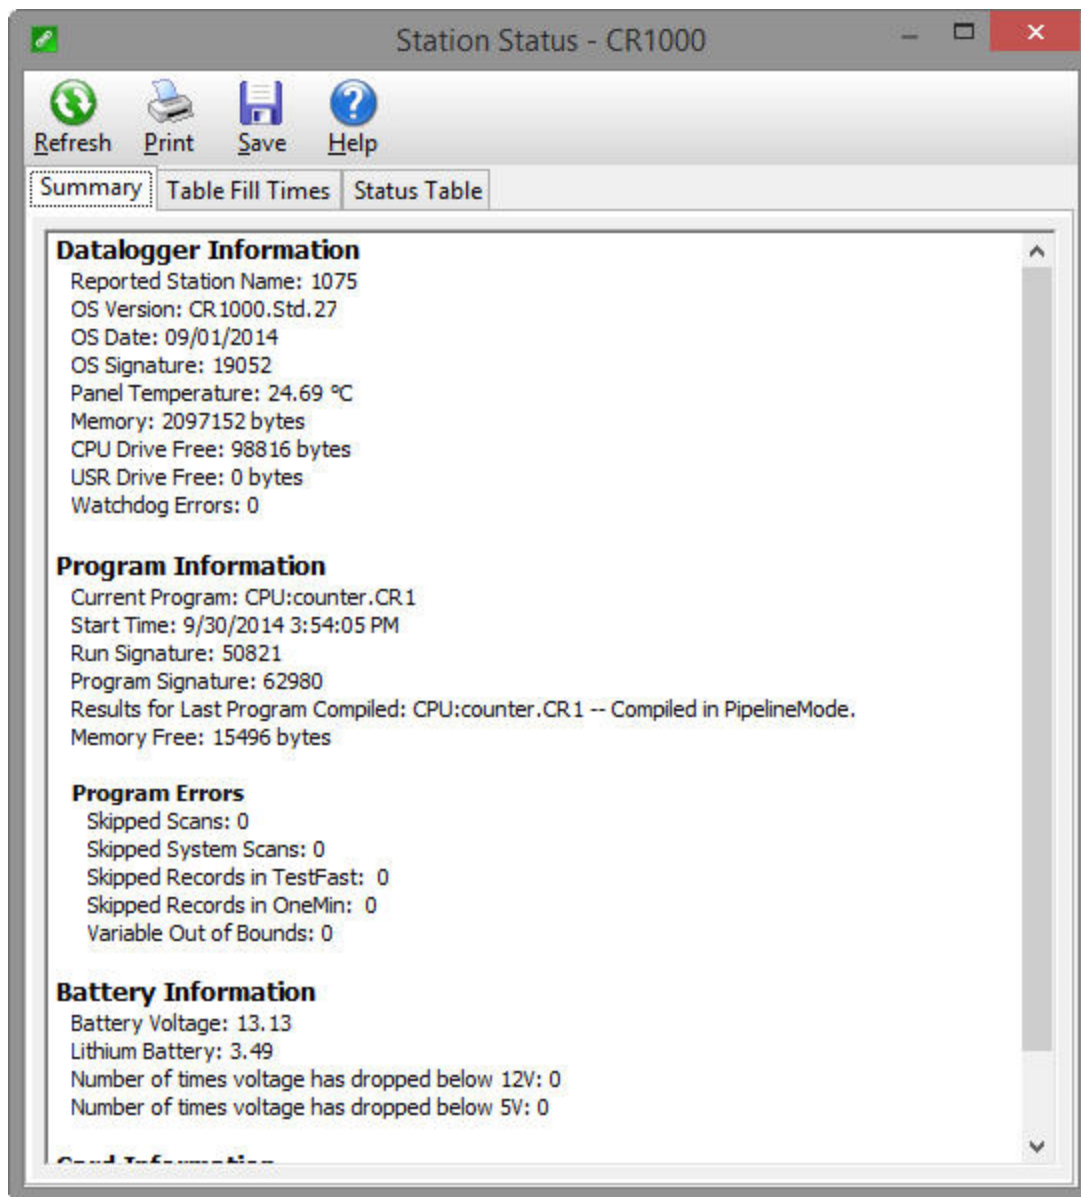 Station Status - CR1000
Refresh Print Save Help
Summary Table Fill Times Status Table
Datalogger Information
Reported Station Name: 1075
OS Version: CR1000.Std.27
OS Date: 09/01/2014
OS Signature: 19052
Panel Temperature: 24.69 °C
Memory: 2097152 bytes
CPU Drive Free: 98816 bytes
USR Drive Free: 0 bytes
Watchdog Errors: 0
Program Information
Current Program: CPU:counter.CR1
Start Time: 9/30/2014 3:54:05 PM
Run Signature: 50821
Program Signature: 62980
Results for Last Program Compiled: CPU:counter.CR1 -- Compiled in PipelineMode.
Memory Free: 15496 bytes
Program Errors
Skipped Scans: 0
Skipped System Scans: 0
Skipped Records in TestFast:  0
Skipped Records in OneMin:  0
Variable Out of Bounds: 0
Battery Information
Battery Voltage: 13.13
Lithium Battery: 3.49
Number of times voltage has dropped below 12V: 0
Number of times voltage has dropped below 5V: 0
Card Information